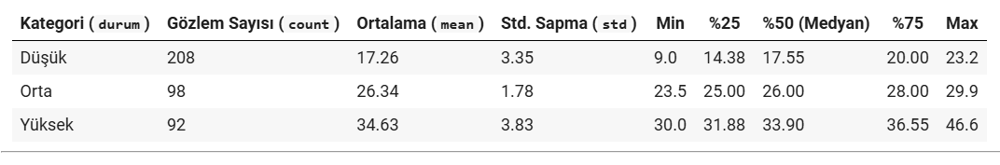 Kategori ( durum ) Gözlem Sayısı ( count ) Ortalama ( mean ) Std. Sapma ( std ) Min %25 %50 (Medyan) %75 Max
Düşük 208 17.26 3.35 9.0 14.38 17.55 20.00 23.2
Orta 98 26.34 1.78 23.5 25.00 26.00 28.00 29.9
Yüksek 92 34.63 3.83 30.0 31.88 33.90 36.55 46.6